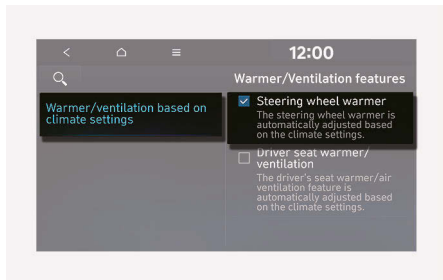 12:00
Warmer/Ventilation features
Warmer/ventilation based on
climate settings
Steering wheel warmer
The steering wheel warmer is
automatically adjusted based
on the climate settings.
Driver seat warmer/
ventilation
The driver's seat warmer/air
ventilation feature is
automatically adjusted based
on the climate settings.